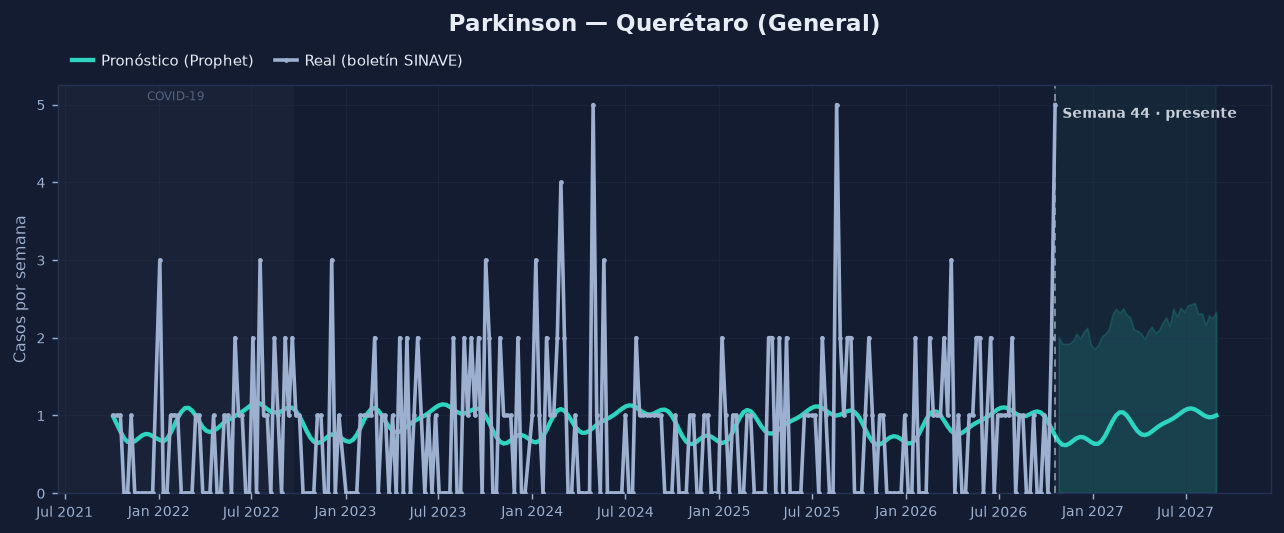 Parkinson — Querétaro (General)
Pronóstico (Prophet)
Real (boletín SINAVE)
COVID-19
Semana 44 · presente
Casos por semana
5
4
3
2
1
0
Jul 2021
Jan 2022
Jul 2022
Jan 2023
Jul 2023
Jan 2024
Jul 2024
Jan 2025
Jul 2025
Jan 2026
Jul 2026
Jan 2027
Jul 2027